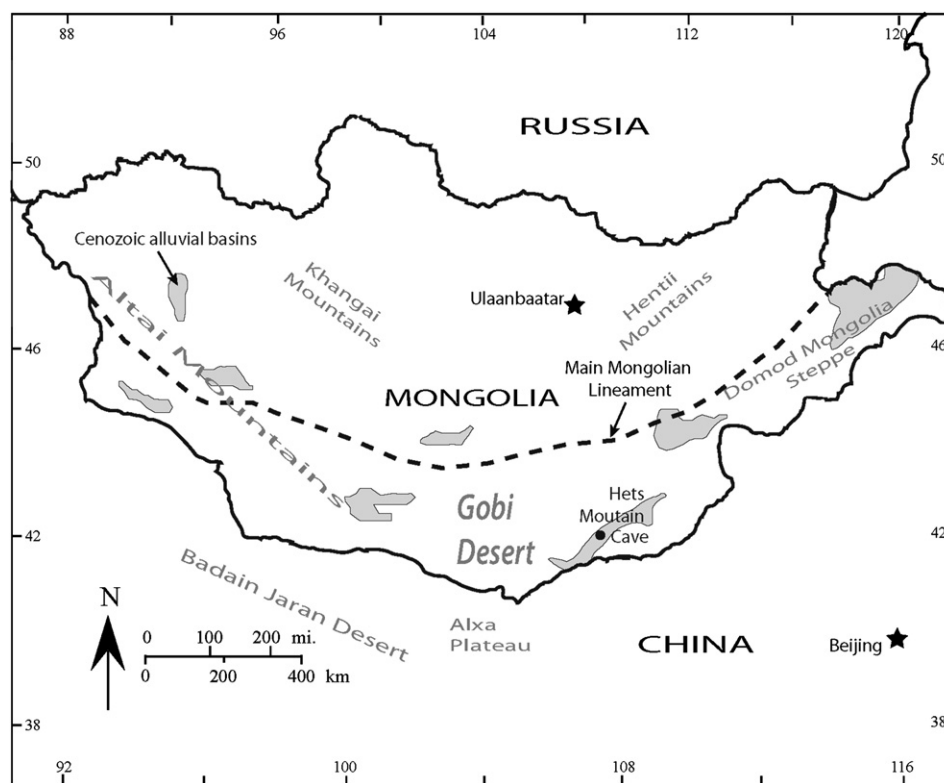 88 96 104 112 120
RUSSIA
50 50
Cenozoic alluvial basins
Khangai
Mountains
Ulaanbaatar
Hentii
Mountains
Altai Mountains
46 46
Domod Mongolia
Steppe
Main Mongolian
Lineament
MONGOLIA
Gobi
Desert
Hets
Moutain
Cave
42 42
Badain Jaran Desert
Alxa
Plateau
CHINA
Beijing
N
0 100 200 mi.
0 200 400 km
38 38
92 100 108 116